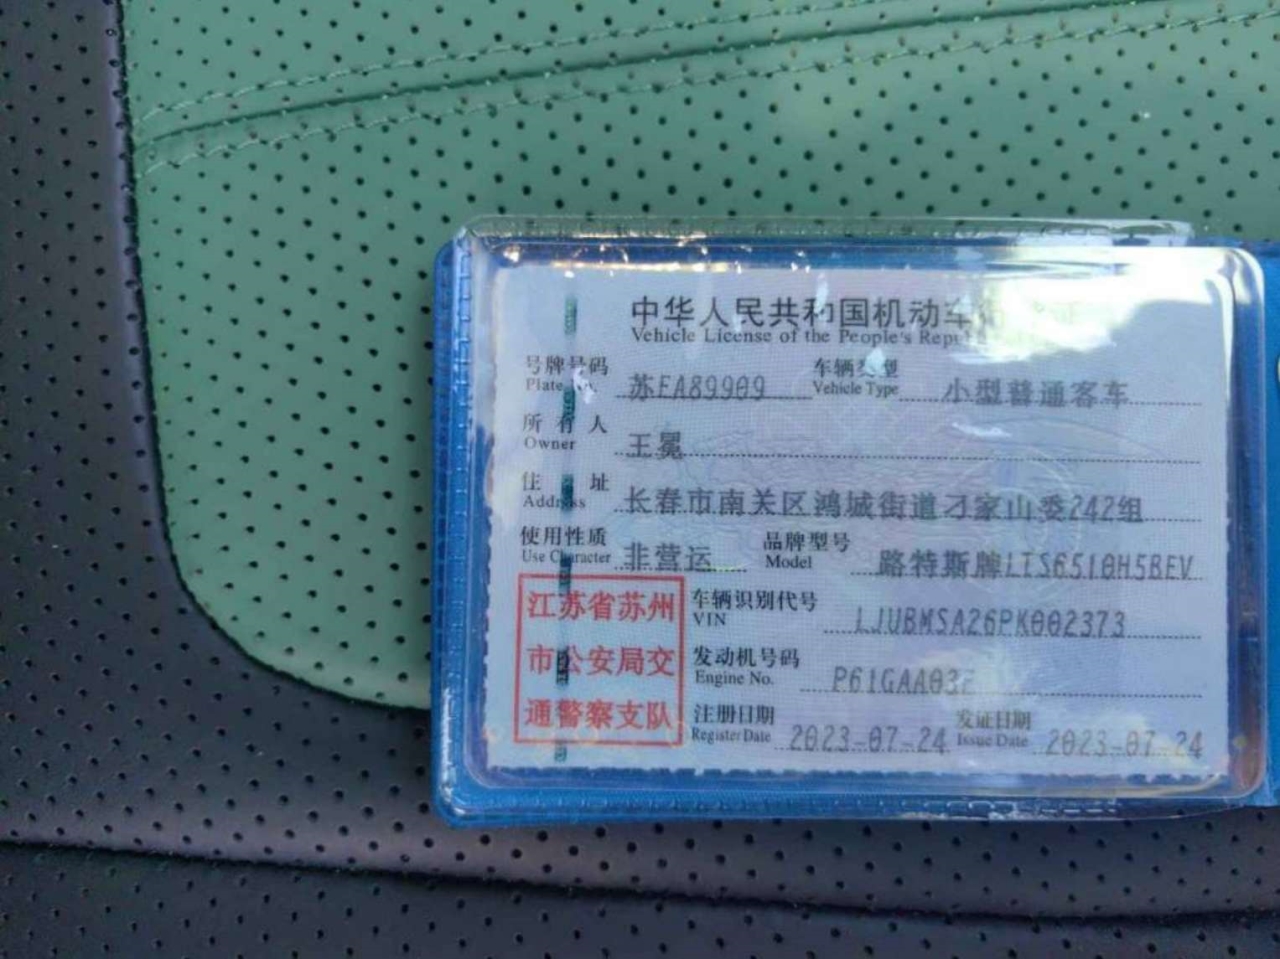 中华人民共和国机动车
Vehicle License of the People's Repu
号牌号码 苏EA89909 车辆类型 小型普通客车
Plate No. Vehicle Type
所有人 王冕
Owner
住址 长春市南关区鸿城街道刁家山委242组
Address
使用性质 非营运 品牌型号 路特斯牌LTS6510H5BEV
Use Character Model
江苏省苏州
市公安局交
通警察支队
车辆识别代号 LJUBMSA26PK002373
VIN
发动机号码 P61GAA03
Engine No.
注册日期 2023-07-24 发证日期 2023-07-24
Register Date Issue Date